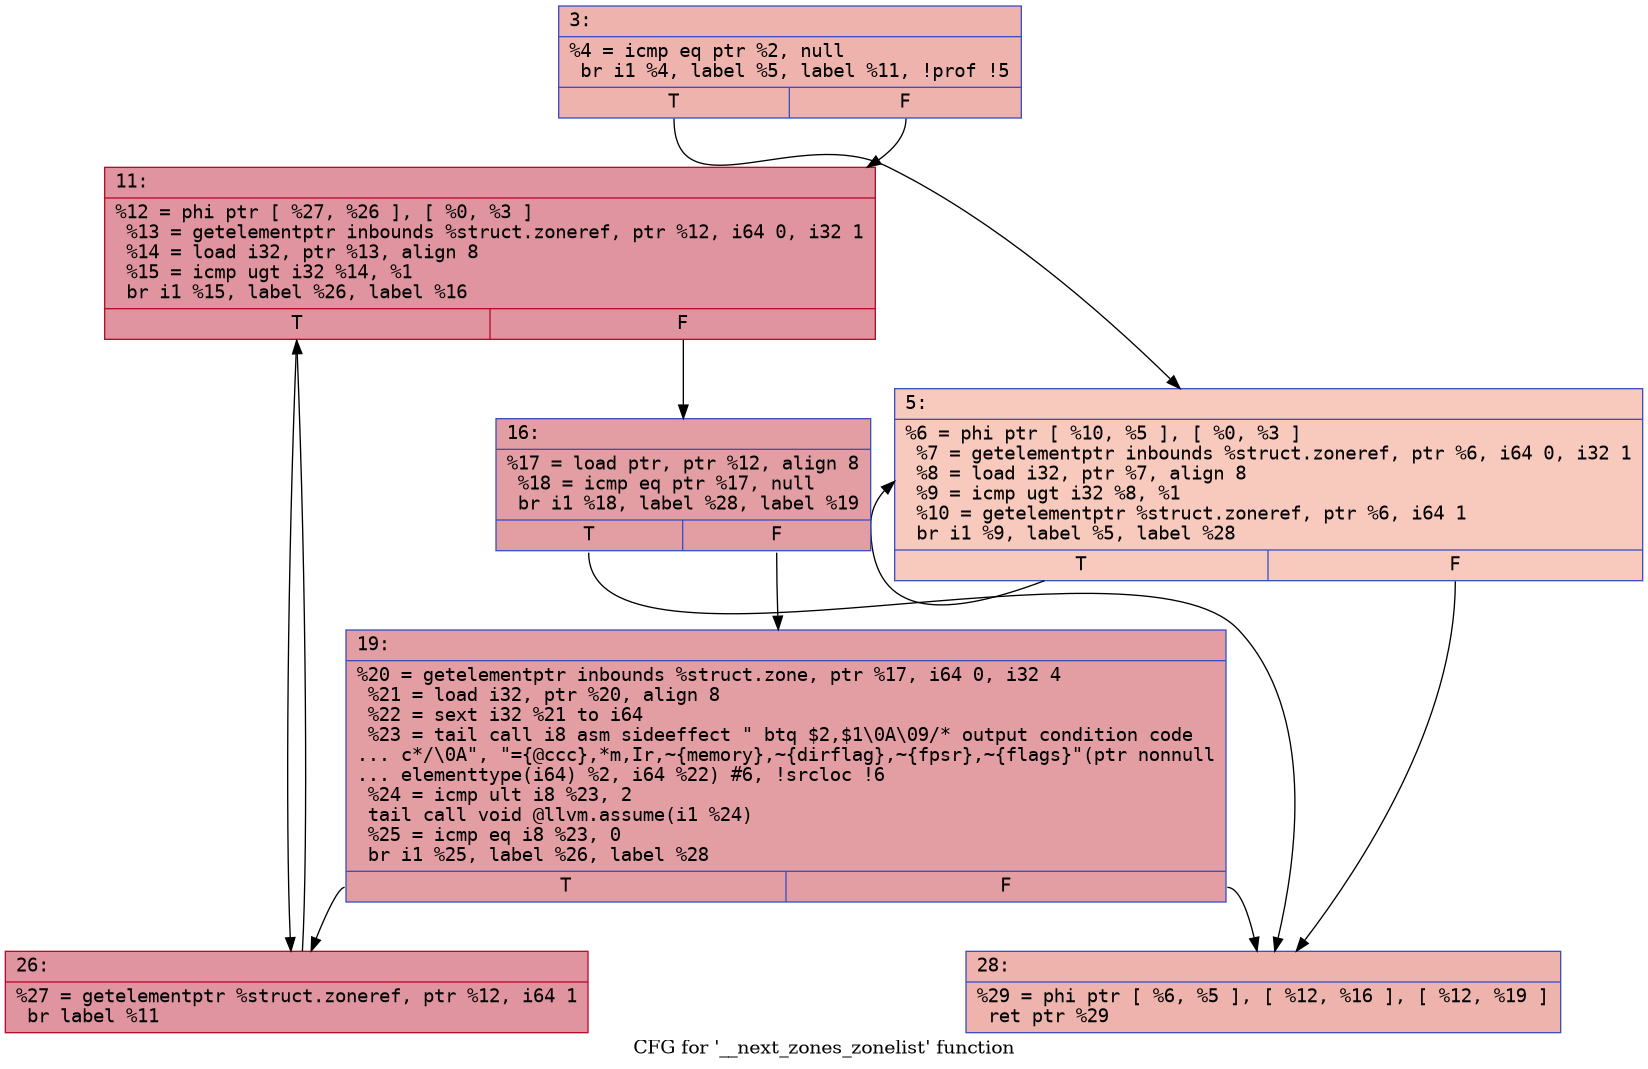 3:
%4 = icmp eq ptr %2, null
br i1 %4, label %5, label %11, !prof !5
T F
11:
%12 = phi ptr [ %27, %26 ], [ %0, %3 ]
%13 = getelementptr inbounds %struct.zoneref, ptr %12, i64 0, i32 1
%14 = load i32, ptr %13, align 8
%15 = icmp ugt i32 %14, %1
br i1 %15, label %26, label %16
T F
5:
%6 = phi ptr [ %10, %5 ], [ %0, %3 ]
%7 = getelementptr inbounds %struct.zoneref, ptr %6, i64 0, i32 1
%8 = load i32, ptr %7, align 8
%9 = icmp ugt i32 %8, %1
%10 = getelementptr %struct.zoneref, ptr %6, i64 1
br i1 %9, label %5, label %28
T F
16:
%17 = load ptr, ptr %12, align 8
%18 = icmp eq ptr %17, null
br i1 %18, label %28, label %19
T F
19:
%20 = getelementptr inbounds %struct.zone, ptr %17, i64 0, i32 4
%21 = load i32, ptr %20, align 8
%22 = sext i32 %21 to i64
%23 = tail call i8 asm sideeffect " btq $2,$1\0A\09/* output condition code
... c*/\0A", "={@ccc},*m,Ir,~{memory},~{dirflag},~{fpsr},~{flags}"(ptr nonnull
... elementtype(i64) %2, i64 %22) #6, !srcloc !6
%24 = icmp ult i8 %23, 2
tail call void @llvm.assume(i1 %24)
%25 = icmp eq i8 %23, 0
br i1 %25, label %26, label %28
T F
26:
%27 = getelementptr %struct.zoneref, ptr %12, i64 1
br label %11
28:
%29 = phi ptr [ %6, %5 ], [ %12, %16 ], [ %12, %19 ]
ret ptr %29
CFG for '__next_zones_zonelist' function